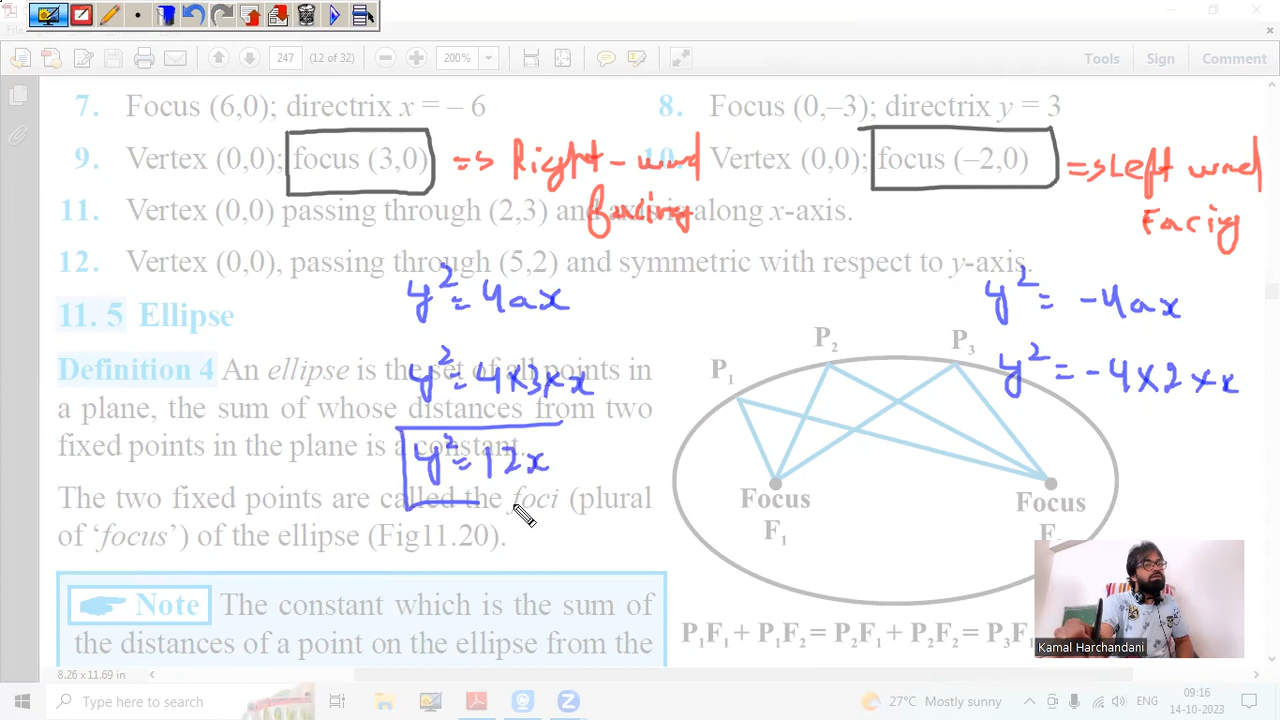 247 (12 of 32) 200% Tools Sign Comment
7. Focus (6,0); directrix x = – 6
8. Focus (0,–3); directrix y = 3
9. Vertex (0,0); focus (3,0) => Right-ward facing
10. Vertex (0,0); focus (–2,0) => Left ward Facing
11. Vertex (0,0) passing through (2,3) and axis is along x-axis.
12. Vertex (0,0), passing through (5,2) and symmetric with respect to y-axis.
y² = 4ax
y² = 4×3×x
y² = 12x
y² = -4ax
y² = -4×2×x
11. 5 Ellipse
Definition 4 An ellipse is the set of all points in
a plane, the sum of whose distances from two
fixed points in the plane is a constant.
The two fixed points are called the foci (plural
of ‘focus’) of the ellipse (Fig11.20).
Note The constant which is the sum of
the distances of a point on the ellipse from the
P₁
P₂
P₃
Focus
F₁
Focus
F
P₁F₁ + P₁F₂ = P₂F₁ + P₂F₂ = P₃F₁
Kamal Harchandani
8.26 x 11.69 in
Type here to search
27°C Mostly sunny
ENG
09:16
14-10-2023